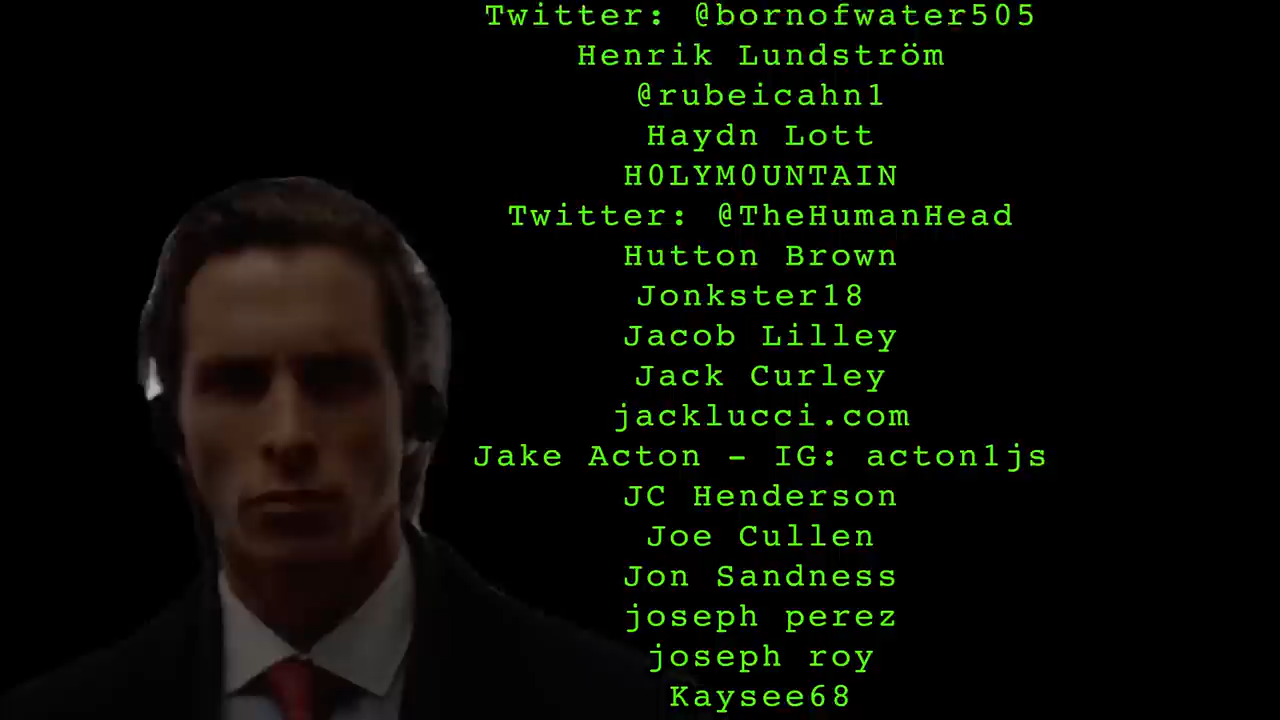 Twitter: @bornofwater505
Henrik Lundström
@rubeicahn1
Haydn Lott
H0LYM0UNTAIN
Twitter: @TheHumanHead
Hutton Brown
Jonkster18
Jacob Lilley
Jack Curley
jacklucci.com
Jake Acton - IG: acton1js
JC Henderson
Joe Cullen
Jon Sandness
joseph perez
joseph roy
Kaysee68